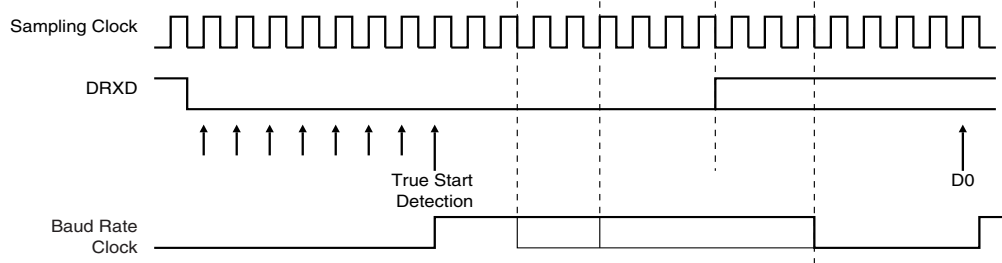 Sampling Clock
DRXD
True Start
Detection
D0
Baud Rate
Clock